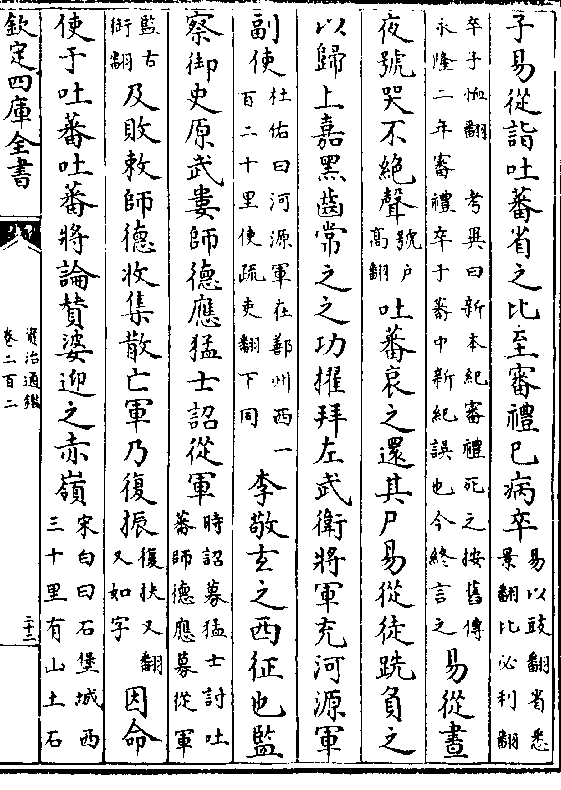 子易從詣吐蕃省之比至審禮已病卒易以豉翻省悉景翻比必利翻
卒子恤翻　考異曰新本紀審禮死之按舊傳永隆二年審禮卒于蕃中新紀誤也今終言之易從晝
夜號哭不絶聲號户高翻吐蕃哀之還其尸易從徒跣負之
以歸上嘉黑齒常之之功擢拜左武衛將軍充河源軍
副使杜佑曰河源軍在鄯州西一百二十里使疏吏翻下同李敬玄之西征也監
察御史原武婁師德應猛士詔從軍時詔募猛士討吐蕃師德應募從軍
監古銜翻及敗敕師德收集散亡軍乃復振復扶又翻又如字因命
使于吐蕃吐蕃將論贊婆迎之赤嶺宋白曰石堡城西三十里有山土石
欽定四庫全書
資治通鑑
卷二百二
二十二